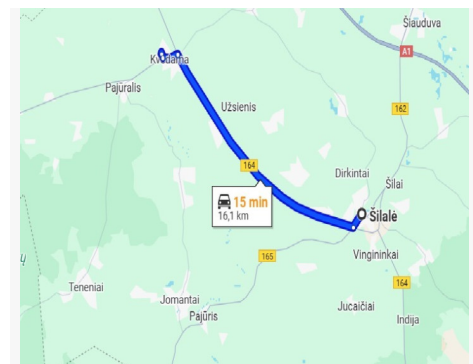 Šlauduva
A1
Kvėdarna
Pajūralis
Užsienis
162
164
Dirkintai
Šilai
15 min
16,1 km
Šilalė
165
Vingininkai
164
Teneniai
Jomantai
Jucaičiai
Pajūris
Indija